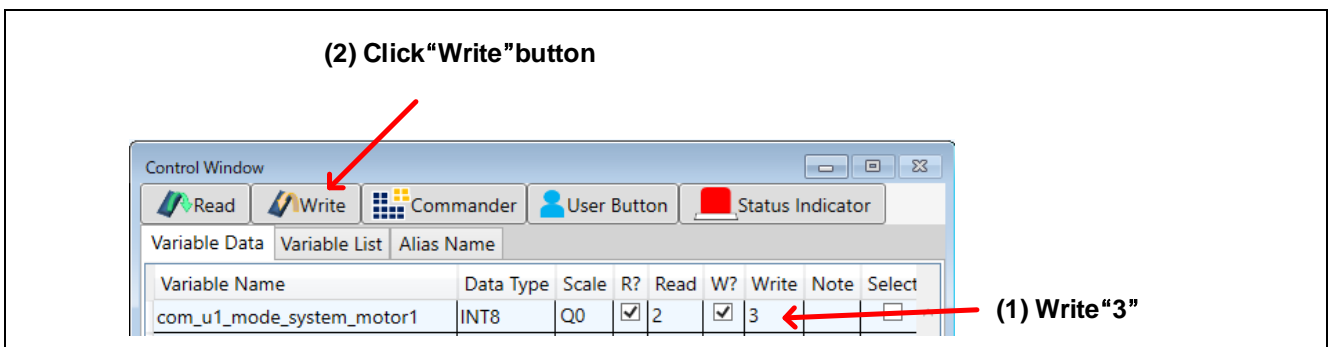 (2) Click“Write”button
Control Window
Read Write Commander User Button Status Indicator
Variable Data Variable List Alias Name
Variable Name Data Type Scale R? Read W? Write Note Select
com_u1_mode_system_motor1 INT8 Q0 2 3
(1) Write“3”